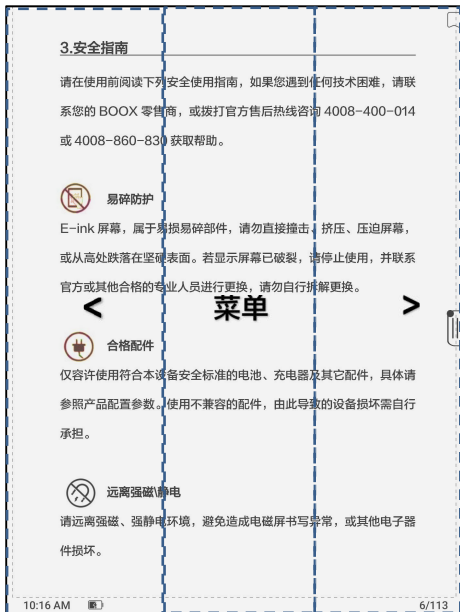 3.安全指南
请在使用前阅读下列安全使用指南，如果您遇到任何技术困难，请联
系您的 BOOX 零售商，或拨打官方售后热线咨询 4008-400-014
或 4008-860-830 获取帮助。
易碎防护
E-ink 屏幕，属于易损易碎部件，请勿直接撞击、挤压、压迫屏幕，
或从高处跌落在坚硬表面。若显示屏幕已破裂，请停止使用，并联系
官方或其他合格的专业人员进行更换，请勿自行拆解更换。
< 菜单 >
合格配件
仅容许使用符合本设备安全标准的电池、充电器及其它配件，具体请
参照产品配置参数。使用不兼容的配件，由此导致的设备损坏需自行
承担。
远离强磁\静电
请远离强磁、强静电环境，避免造成电磁屏书写异常，或其他电子器
件损坏。
10:16 AM 6/113